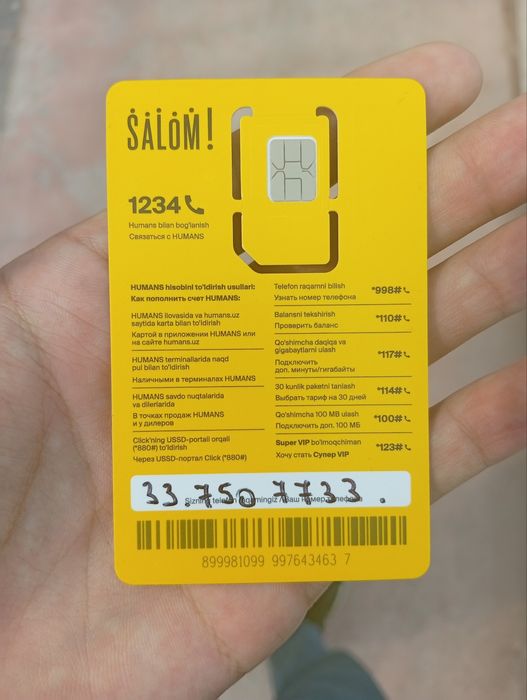 SALOM!
1234
Humans bilan bog'lanish
Связаться с HUMANS
HUMANS hisobini to'ldirish usullari:
Как пополнить счет HUMANS:
HUMANS ilovasida va humans.uz
saytida karta bilan to'ldirish
Картой в приложении HUMANS или
на сайте humans.uz
HUMANS terminallarida naqd
pul bilan to'ldirish
Наличными в терминалах HUMANS
HUMANS savdo nuqtalarida
va dilerlarida
В точках продаж HUMANS
и у дилеров
Click'ning USSD-portali orqali
(*880#) to'ldirish
Через USSD-портал Click (*880#)
Telefon raqamni bilish
Узнать номер телефона
*998#
Balansni tekshirish
Проверить баланс
*110#
Qo'shimcha daqiqa va
gigabaytlarni ulash
Подключить
доп. минуты/гигабайты
*117#
30 kunlik paketni tanlash
Выбрать тариф на 30 дней
*114#
Qo'shimcha 100 MB ulash
Подключить доп. 100 МБ
*100#
Super VIP bo'lmoqchiman
Хочу стать Супер VIP
*123#
Sizning telefon raqamingiz / Ваш номер телефона
33.750 7733.
899981099 997643463 7